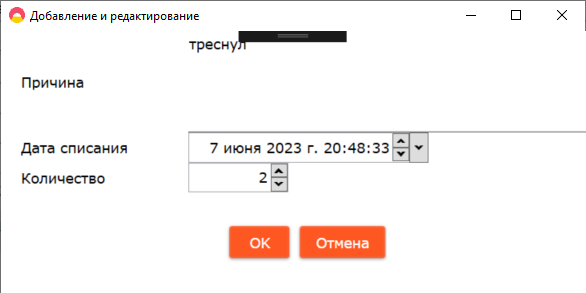 Добавление и редактирование
треснул
Причина
Дата списания 7 июня 2023 г. 20:48:33
Количество 2
OK Отмена